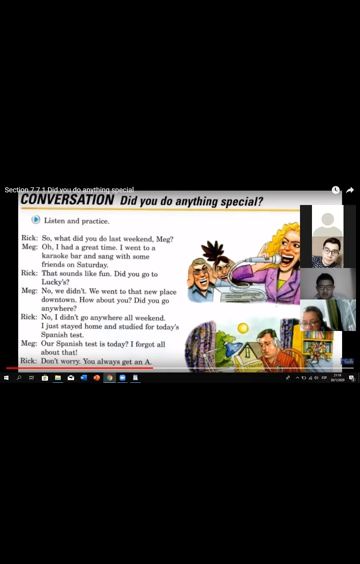 Section 7.7.1 Did you do anything special
CONVERSATION Did you do anything special?
Listen and practice.
Rick: So, what did you do last weekend, Meg?
Meg: Oh, I had a great time. I went to a
karaoke bar and sang with some
friends on Saturday.
Rick: That sounds like fun. Did you go to
Lucky's?
Meg: No, we didn't. We went to that new place
downtown. How about you? Did you go
anywhere?
Rick: No, I didn't go anywhere all weekend.
I just stayed home and studied for today's
Spanish test.
Meg: Our Spanish test is today? I forgot all
about that!
Rick: Don't worry. You always get an A.